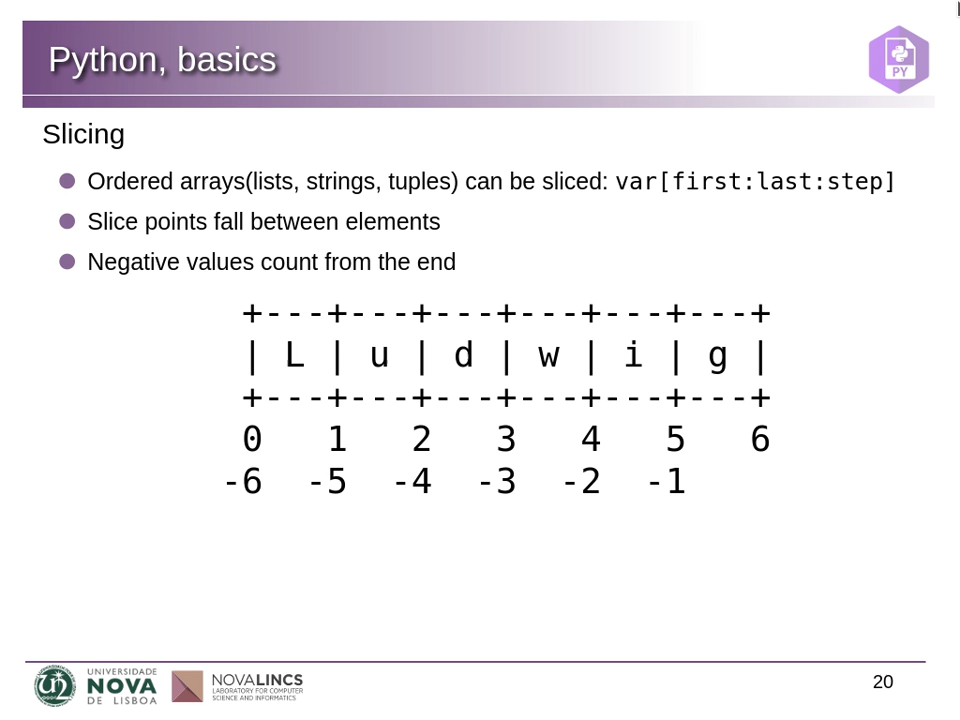 Python, basics
PY
Slicing
Ordered arrays(lists, strings, tuples) can be sliced: var[first:last:step]
Slice points fall between elements
Negative values count from the end
+---+---+---+---+---+---+
| L | u | d | w | i | g |
+---+---+---+---+---+---+
0   1   2   3   4   5   6
-6  -5  -4  -3  -2  -1
UNIVERSIDADE
NOVA
DE LISBOA
NOVALINCS
LABORATORY FOR COMPUTER
SCIENCE AND INFORMATICS
20